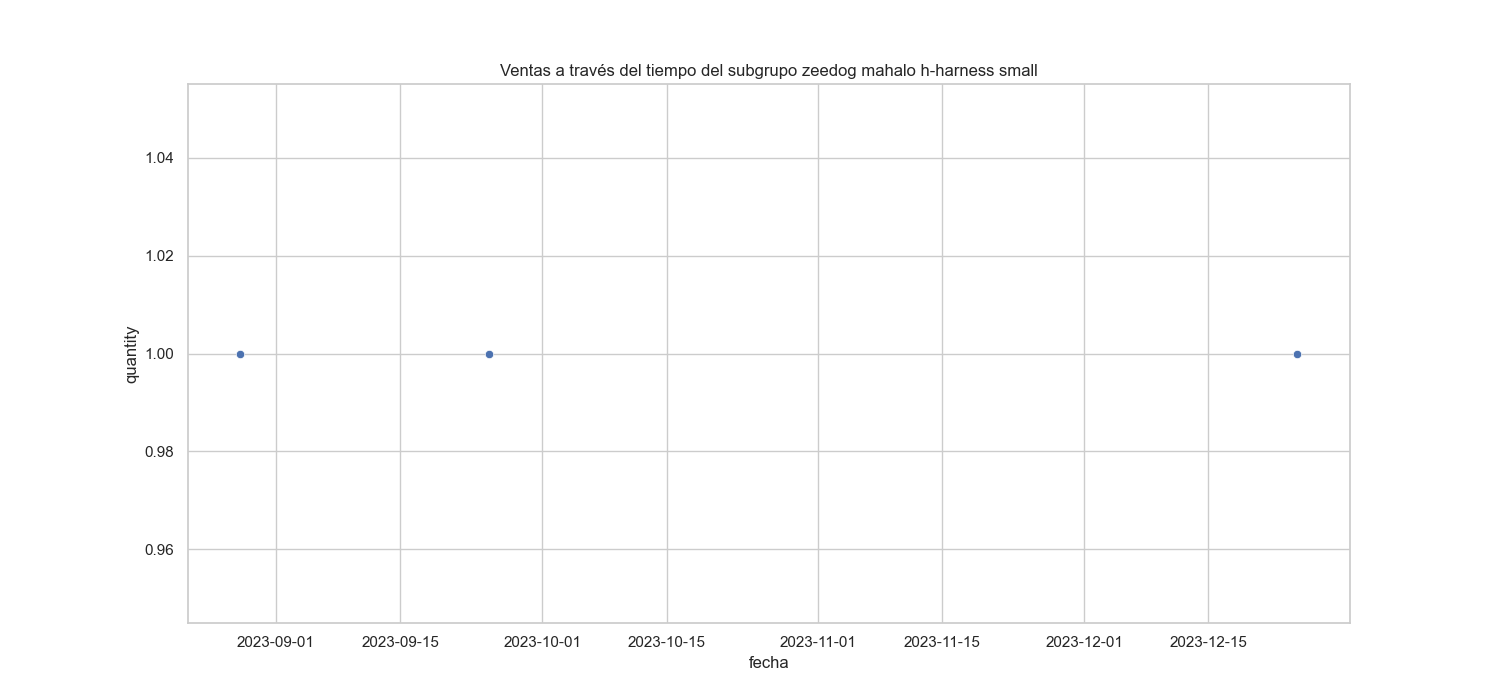 Ventas a través del tiempo del subgrupo zeedog mahalo h-harness small
1.04
1.02
1.00
0.98
0.96
quantity
2023-09-01 2023-09-15 2023-10-01 2023-10-15 2023-11-01 2023-11-15 2023-12-01 2023-12-15
fecha